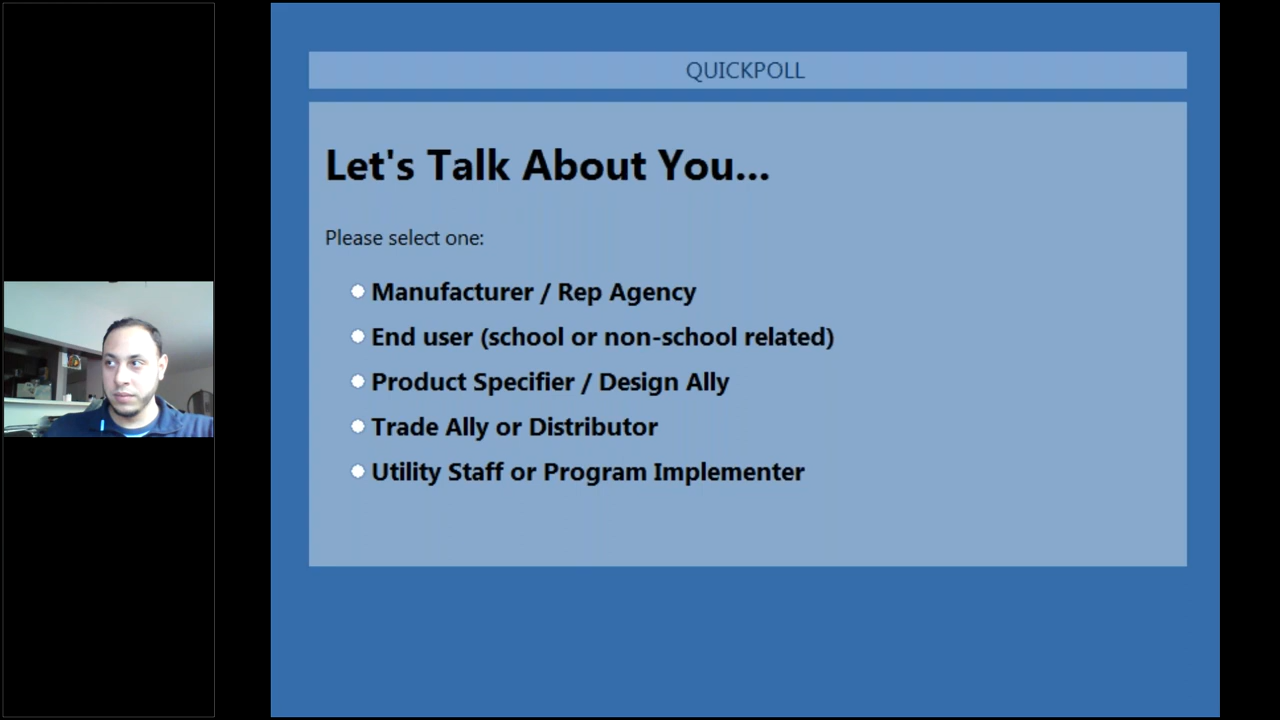 QUICKPOLL
Let's Talk About You...
Please select one:
Manufacturer / Rep Agency
End user (school or non-school related)
Product Specifier / Design Ally
Trade Ally or Distributor
Utility Staff or Program Implementer